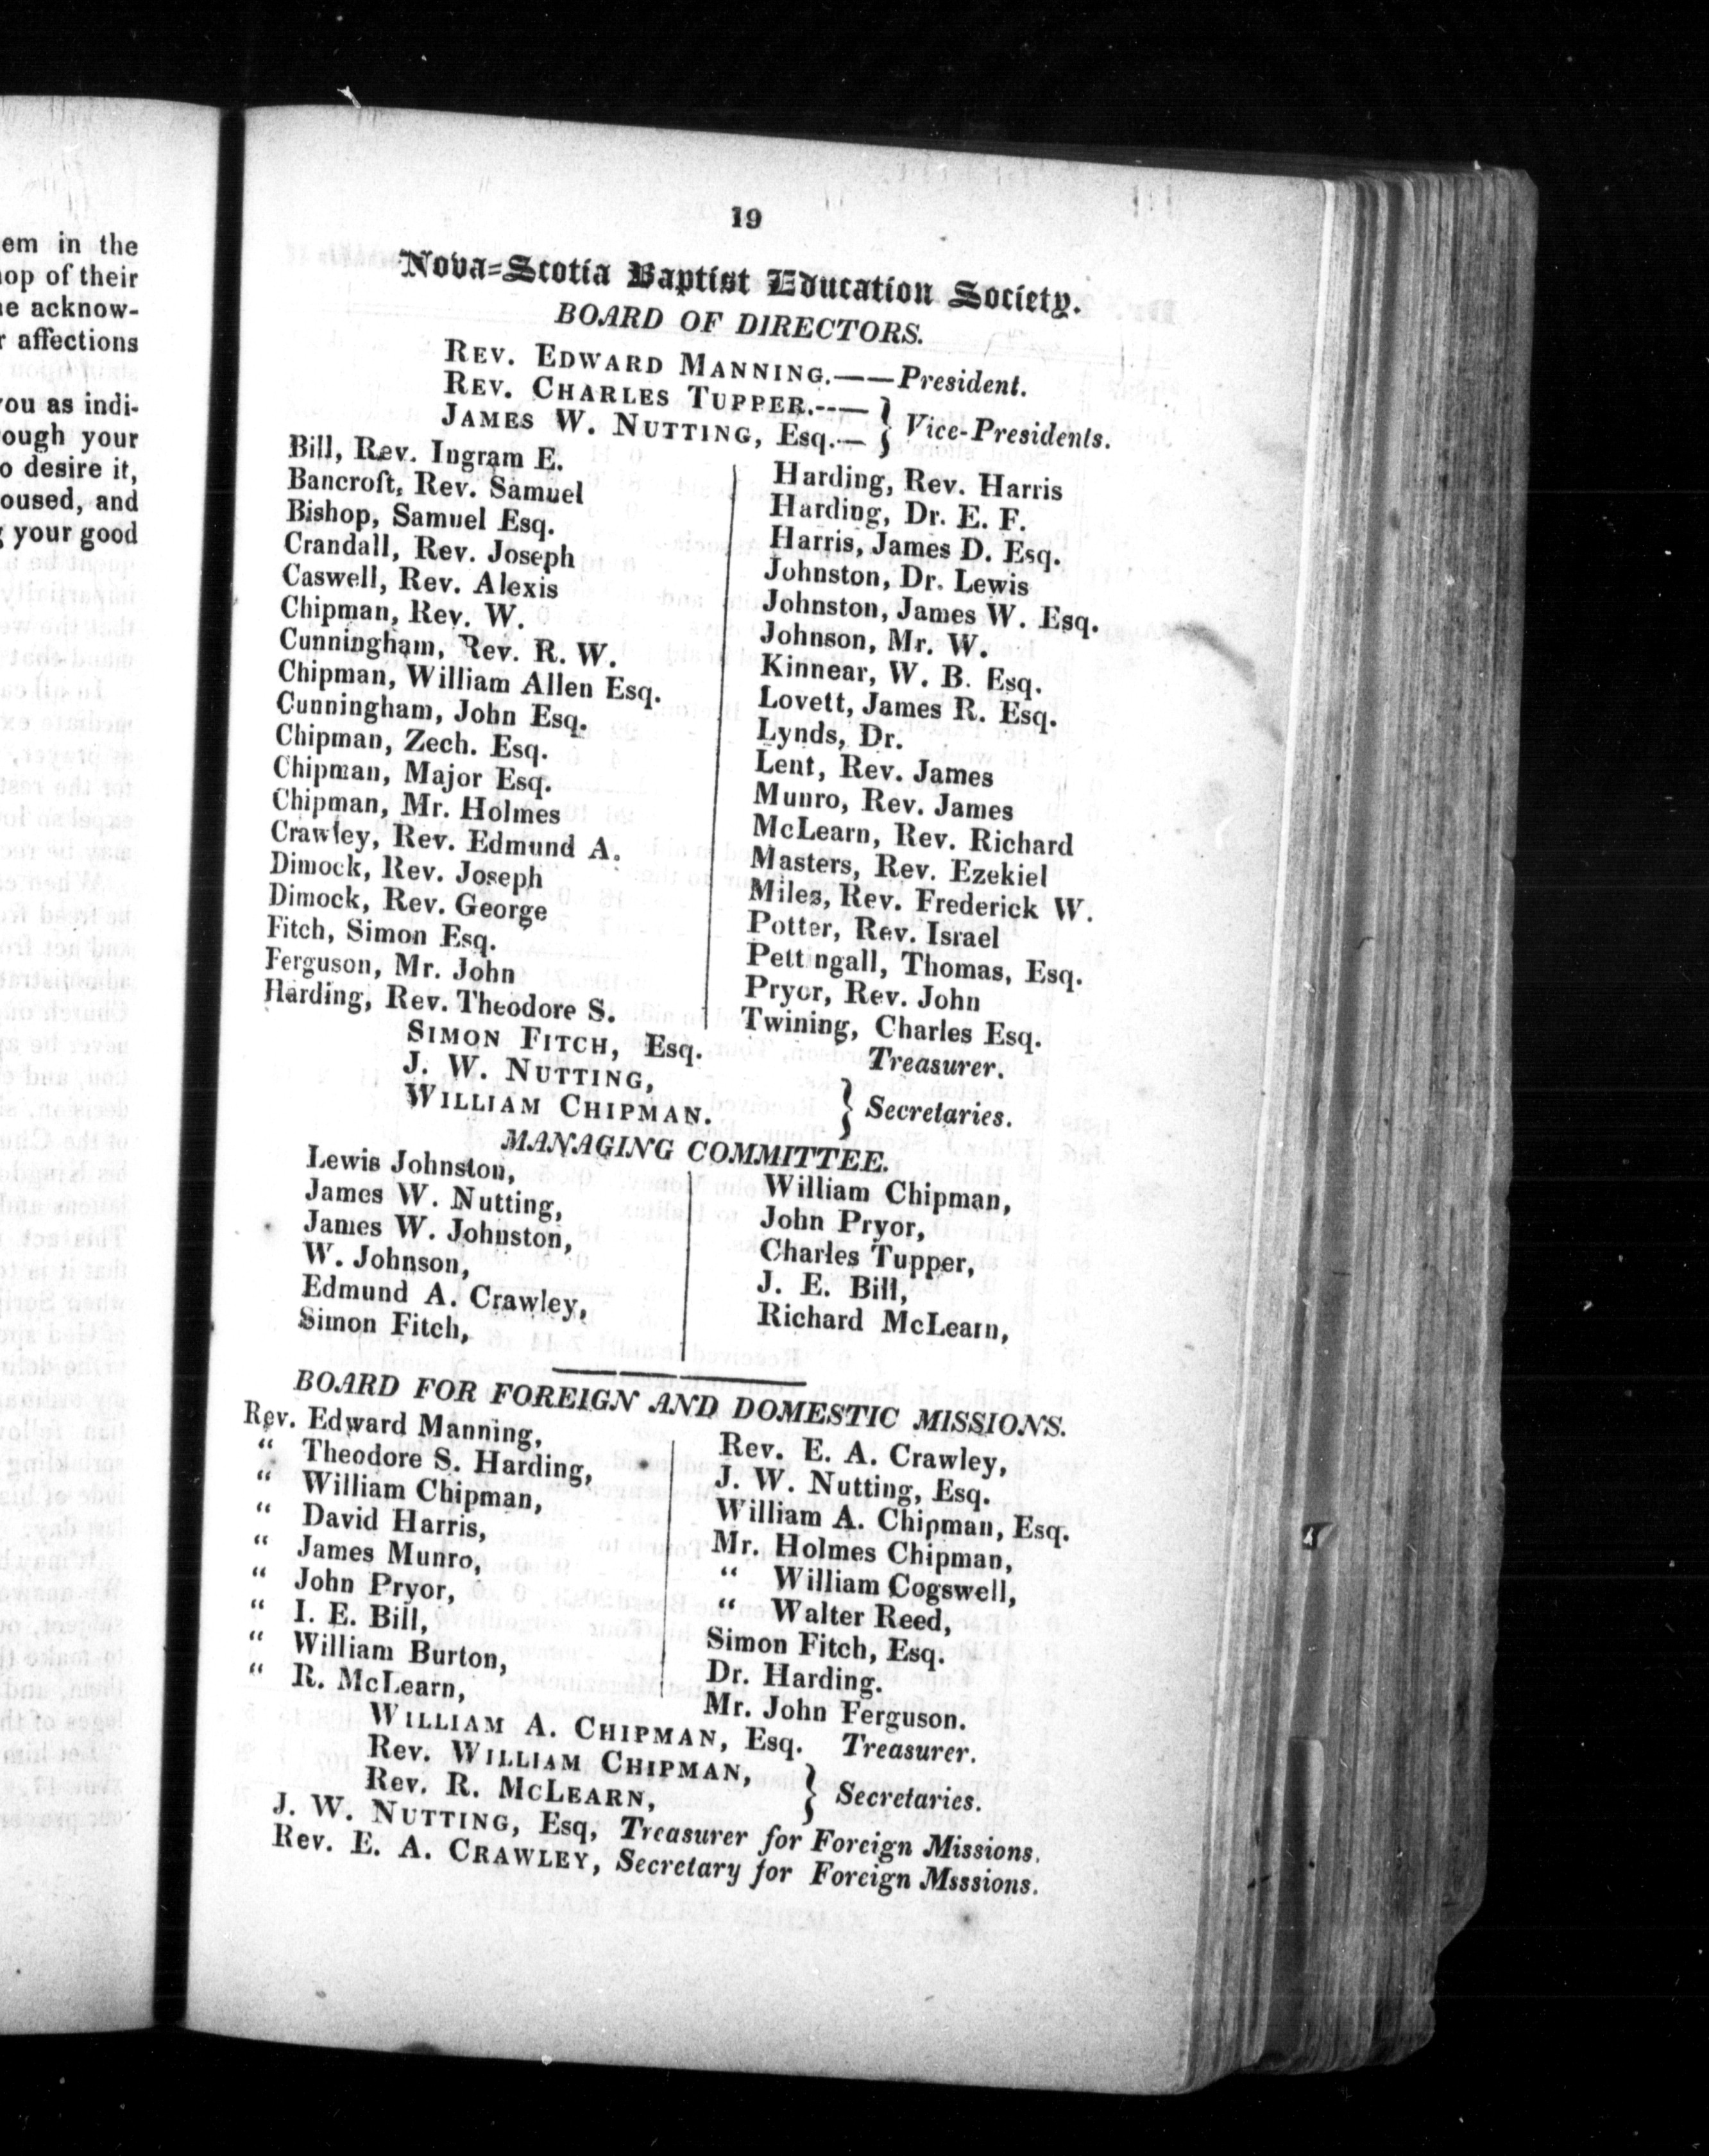 em in the
of their
acknow-
affections
you as indi-
ough your
o desire it,
oused, and
your good
19
Nova-Scotia Baptist Education Society.
BOARD OF DIRECTORS.
REV. EDWARD MANNING.——President.
REV. CHARLES TUPPER.--—
JAMES W. NUTTING, Esq.—
} Vice-Presidents.
Bill, Rev. Ingram E.
Bancroft, Rev. Samuel
Bishop, Samuel Esq.
Crandall, Rev. Joseph
Caswell, Rev. Alexis
Chipman, Rev. W.
Cunningham, Rev. R. W.
Chipman, William Allen Esq.
Cunningham, John Esq.
Chipman, Zech. Esq.
Chipman, Major Esq.
Chipman, Mr. Holmes
Crawley, Rev. Edmund A.
Dimock, Rev. Joseph
Dimock, Rev. George
Fitch, Simon Esq.
Ferguson, Mr. John
Harding, Rev. Theodore S.
Harding, Rev. Harris
Harding, Dr. E. F.
Harris, James D. Esq.
Johnston, Dr. Lewis
Johnston, James W. Esq.
Johnson, Mr. W.
Kinnear, W. B. Esq.
Lovett, James R. Esq.
Lynds, Dr.
Lent, Rev. James
Munro, Rev. James
McLearn, Rev. Richard
Masters, Rev. Ezekiel
Miles, Rev. Frederick W.
Potter, Rev. Israel
Pettingall, Thomas, Esq.
Pryor, Rev. John
Twining, Charles Esq.
SIMON FITCH, Esq. Treasurer.
J. W. NUTTING,
WILLIAM CHIPMAN.
} Secretaries.
MANAGING COMMITTEE.
Lewis Johnston,
James W. Nutting,
James W. Johnston,
W. Johnson,
Edmund A. Crawley,
Simon Fitch,
William Chipman,
John Pryor,
Charles Tupper,
J. E. Bill,
Richard McLearn,
BOARD FOR FOREIGN AND DOMESTIC MISSIONS.
Rev. Edward Manning,
“ Theodore S. Harding,
“ William Chipman,
“ David Harris,
“ James Munro,
“ John Pryor,
“ I. E. Bill,
“ William Burton,
“ R. McLearn,
Rev. E. A. Crawley,
J. W. Nutting, Esq.
William A. Chipman, Esq.
Mr. Holmes Chipman,
“ William Cogswell,
“ Walter Reed,
Simon Fitch, Esq.
Dr. Harding.
Mr. John Ferguson.
WILLIAM A. CHIPMAN, Esq. Treasurer.
Rev. WILLIAM CHIPMAN,
Rev. R. MCLEARN,
} Secretaries.
J. W. NUTTING, Esq, Treasurer for Foreign Missions.
Rev. E. A. CRAWLEY, Secretary for Foreign Msssions.